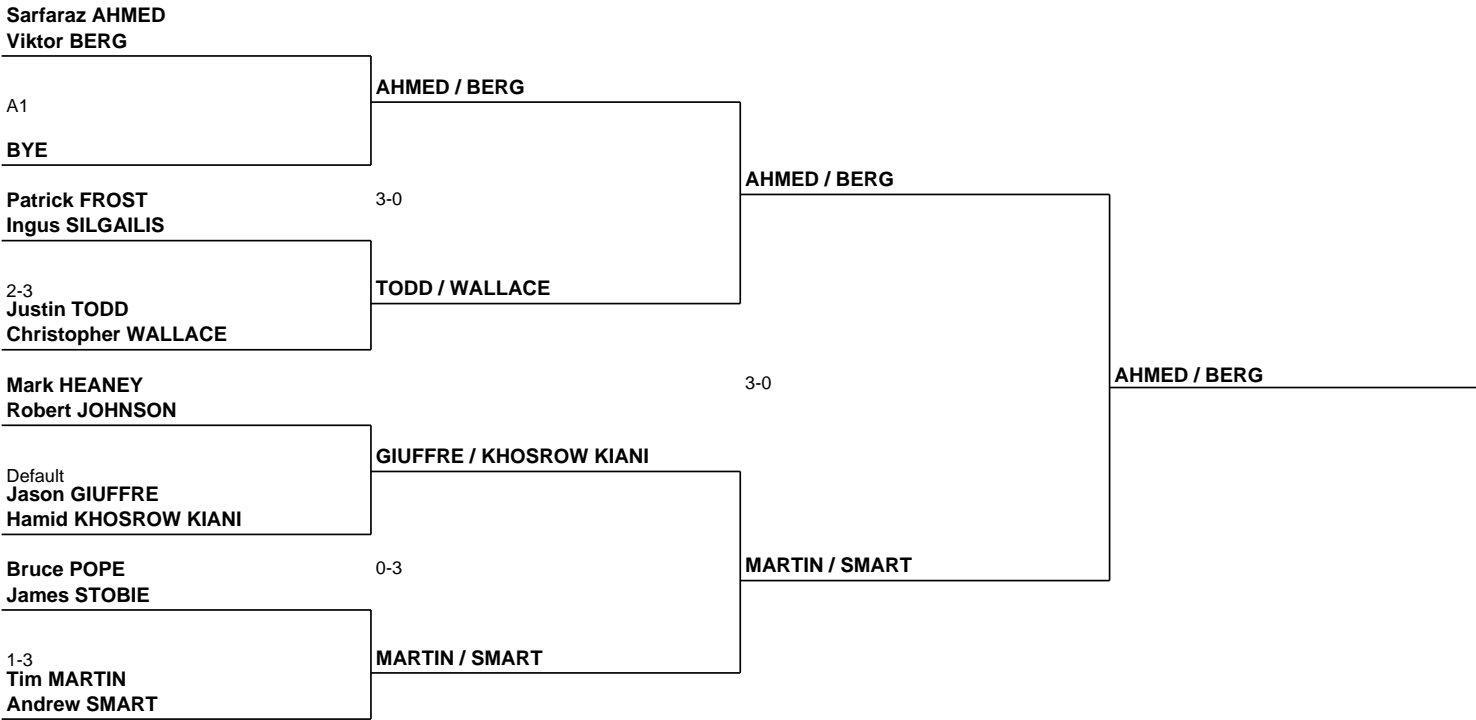 Sarfaraz AHMED
Viktor BERG
AHMED / BERG
A1
BYE
AHMED / BERG
Patrick FROST
3-0
Ingus SILGAILIS
2-3
TODD / WALLACE
Justin TODD
Christopher WALLACE
Mark HEANEY
3-0
AHMED / BERG
Robert JOHNSON
GIUFFRE / KHOSROW KIANI
Default
Jason GIUFFRE
Hamid KHOSROW KIANI
Bruce POPE
0-3
MARTIN / SMART
James STOBIE
1-3
MARTIN / SMART
Tim MARTIN
Andrew SMART